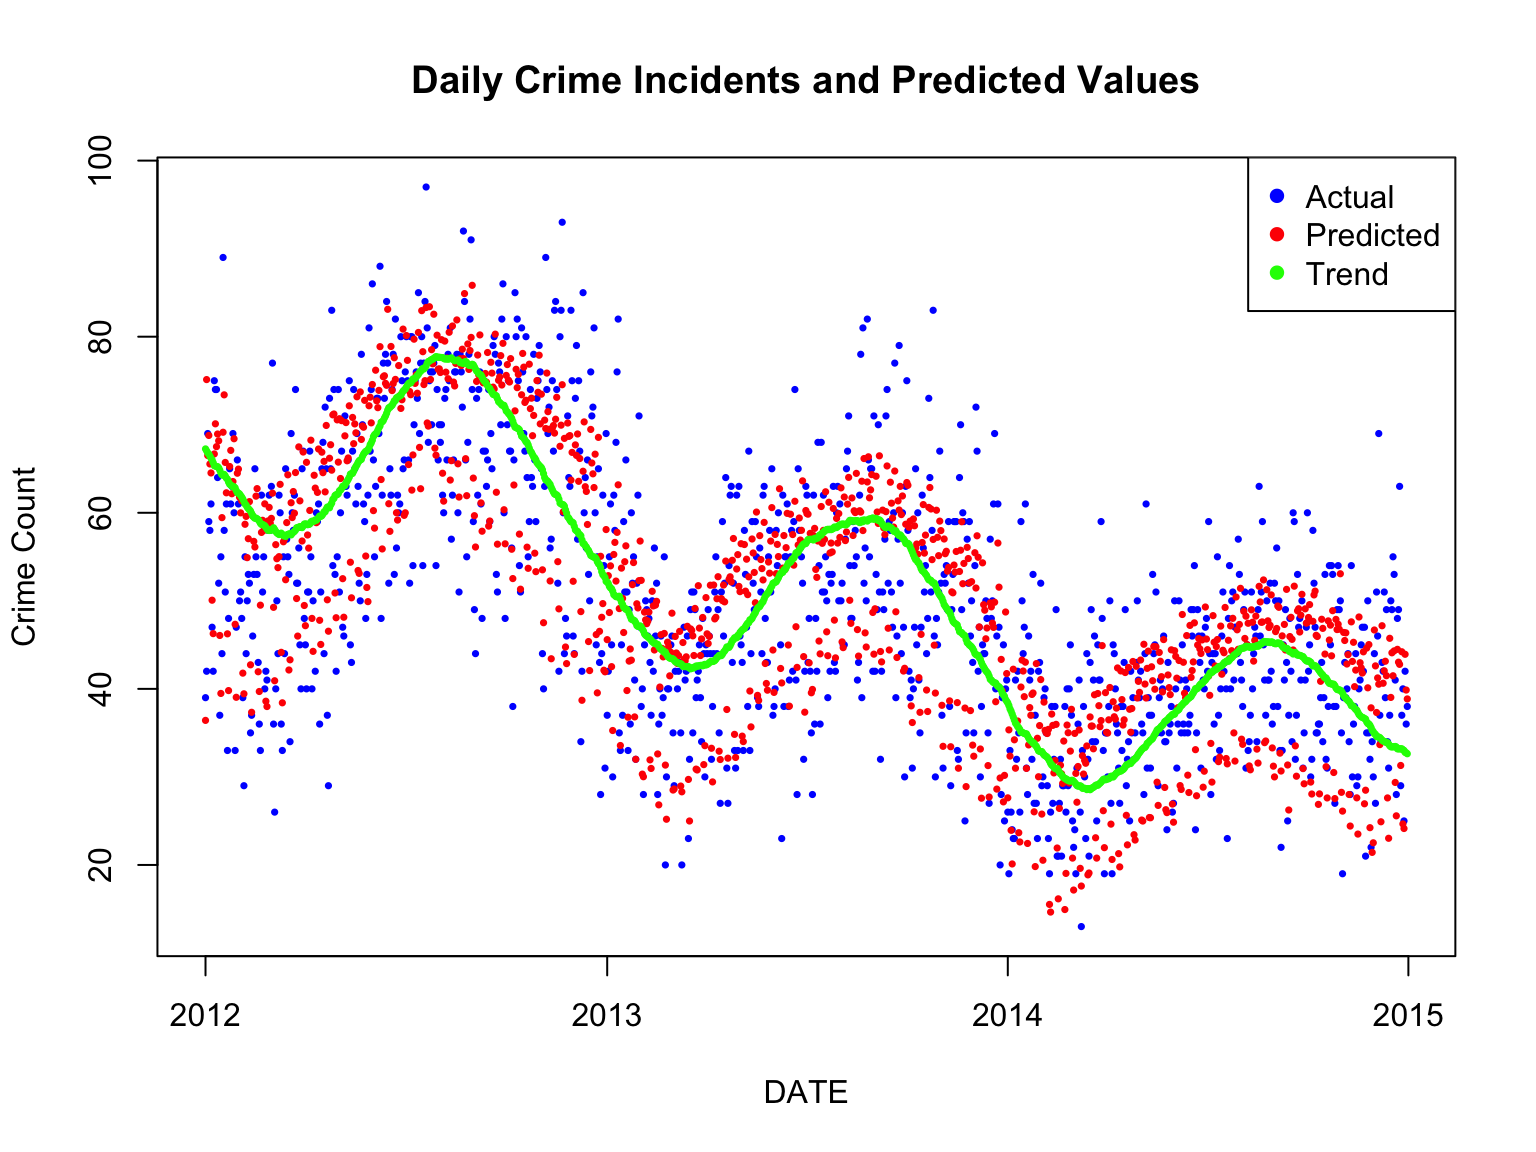 Daily Crime Incidents and Predicted Values
Actual
Predicted
Trend
Crime Count
100
80
60
40
20
2012
2013
2014
2015
DATE